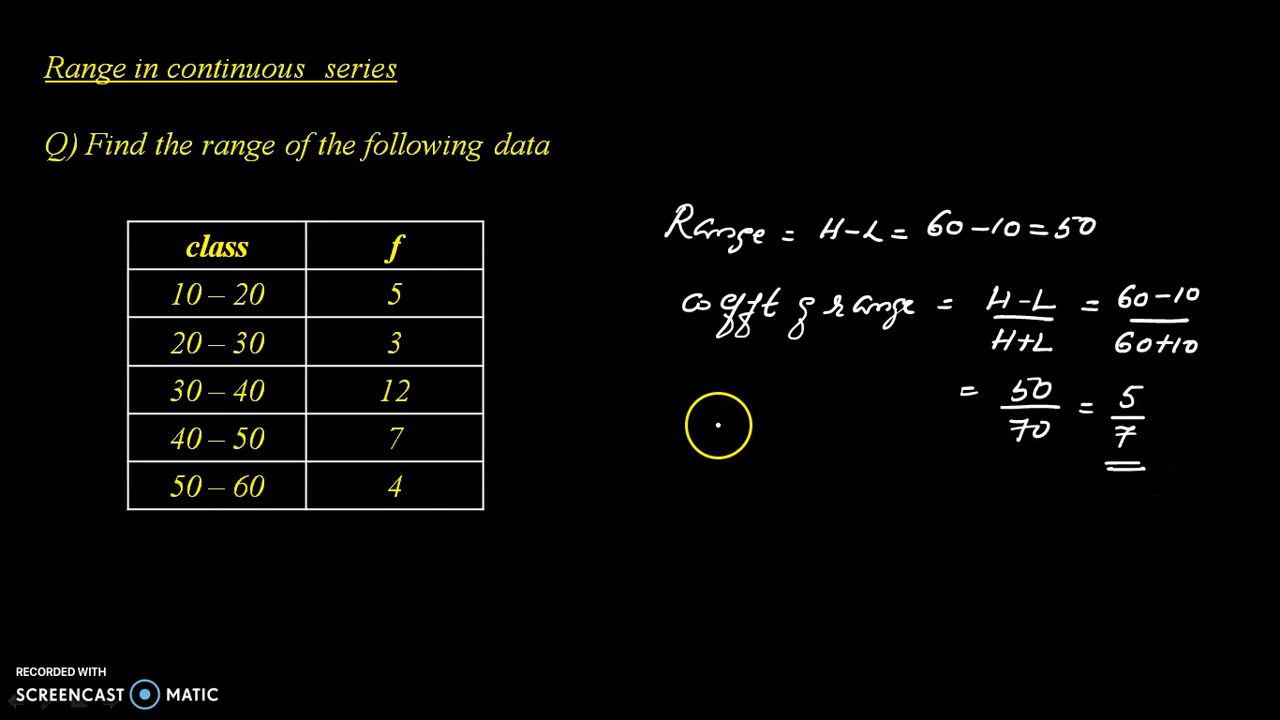 Range in continuous series
Q) Find the range of the following data
class f
10 – 20 5
20 – 30 3
30 – 40 12
40 – 50 7
50 – 60 4
Range = H-L = 60-10 = 50
coefft of range = H-L / H+L = 60-10 / 60+10
= 50 / 70 = 5 / 7
RECORDED WITH
SCREENCAST MATIC